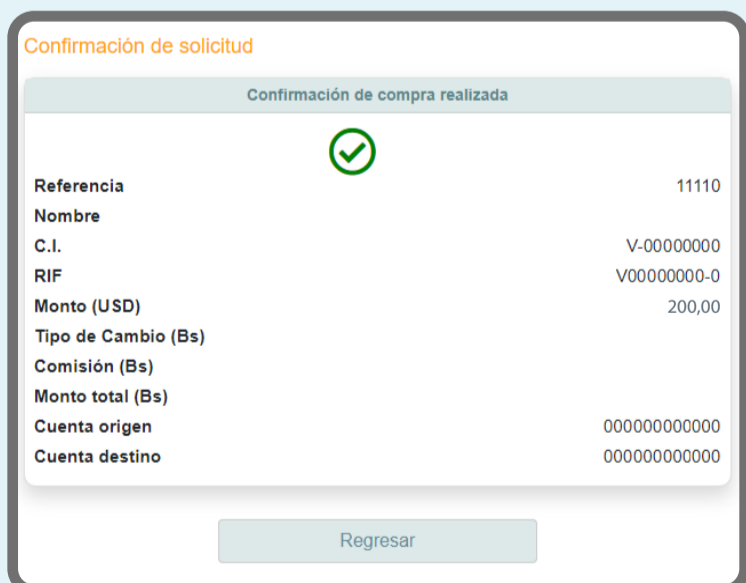 Confirmación de solicitud
Confirmación de compra realizada
Referencia 11110
Nombre
C.I. V-00000000
RIF V00000000-0
Monto (USD) 200,00
Tipo de Cambio (Bs)
Comisión (Bs)
Monto total (Bs)
Cuenta origen 000000000000
Cuenta destino 000000000000
Regresar